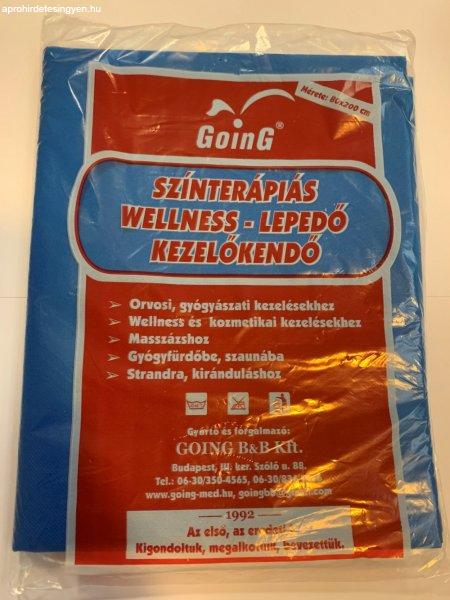 aprohirdetesingyen.hu
Mérete: 80x200 cm
GoinG®
SZÍNTERÁPIÁS
WELLNESS - LEPEDŐ
KEZELŐKENDŐ
➢ Orvosi, gyógyászati kezelésekhez
➢ Wellness és kozmetikai kezelésekhez
➢ Masszázshoz
➢ Gyógyfürdőbe, szaunába
➢ Strandra, kiránduláshoz
Gyártó és forgalmazó:
GOING B&B Kft.
Budapest, III. ker. Szőlő u. 88.
Tel.: 06-30/350-4565,
www.going-med.hu,
1992
Az első, az
Kigondoltuk, megalkottuk, bevezettük.